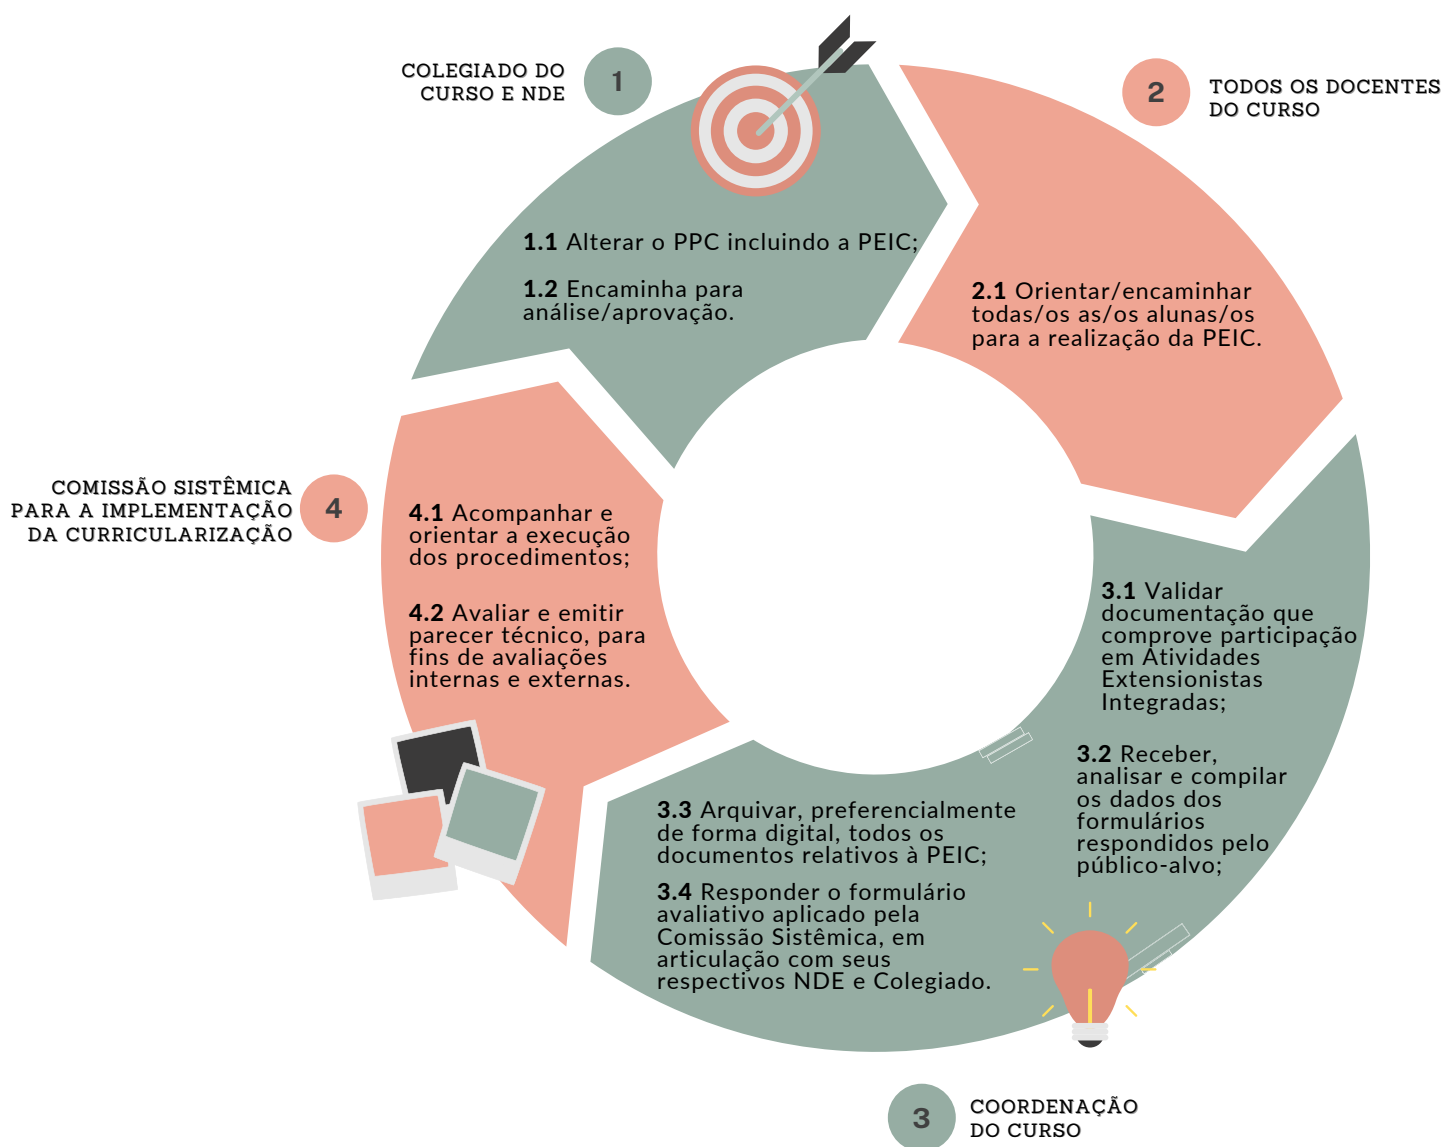 COLEGIADO DO
CURSO E NDE
1
1.1 Alterar o PPC incluindo a PEIC;
1.2 Encaminha para
análise/aprovação.
2
TODOS OS DOCENTES
DO CURSO
2.1 Orientar/encaminhar
todas/os as/os alunas/os
para a realização da PEIC.
3.1 Validar
documentação que
comprove participação
em Atividades
Extensionistas
Integradas;
3.2 Receber,
analisar e compilar
os dados dos
formulários
respondidos pelo
público-alvo;
3.3 Arquivar, preferencialmente
de forma digital, todos os
documentos relativos à PEIC;
3.4 Responder o formulário
avaliativo aplicado pela
Comissão Sistêmica, em
articulação com seus
respectivos NDE e Colegiado.
3
COORDENAÇÃO
DO CURSO
COMISSÃO SISTÊMICA
PARA A IMPLEMENTAÇÃO
DA CURRICULARIZAÇÃO
4
4.1 Acompanhar e
orientar a execução
dos procedimentos;
4.2 Avaliar e emitir
parecer técnico, para
fins de avaliações
internas e externas.